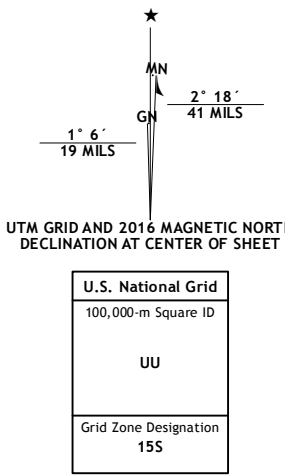 ★
MN
2° 18´
41 MILS
GN
1° 6´
19 MILS
UTM GRID AND 2016 MAGNETIC NORT
DECLINATION AT CENTER OF SHEET
U.S. National Grid
100,000-m Square ID
UU
Grid Zone Designation
15S